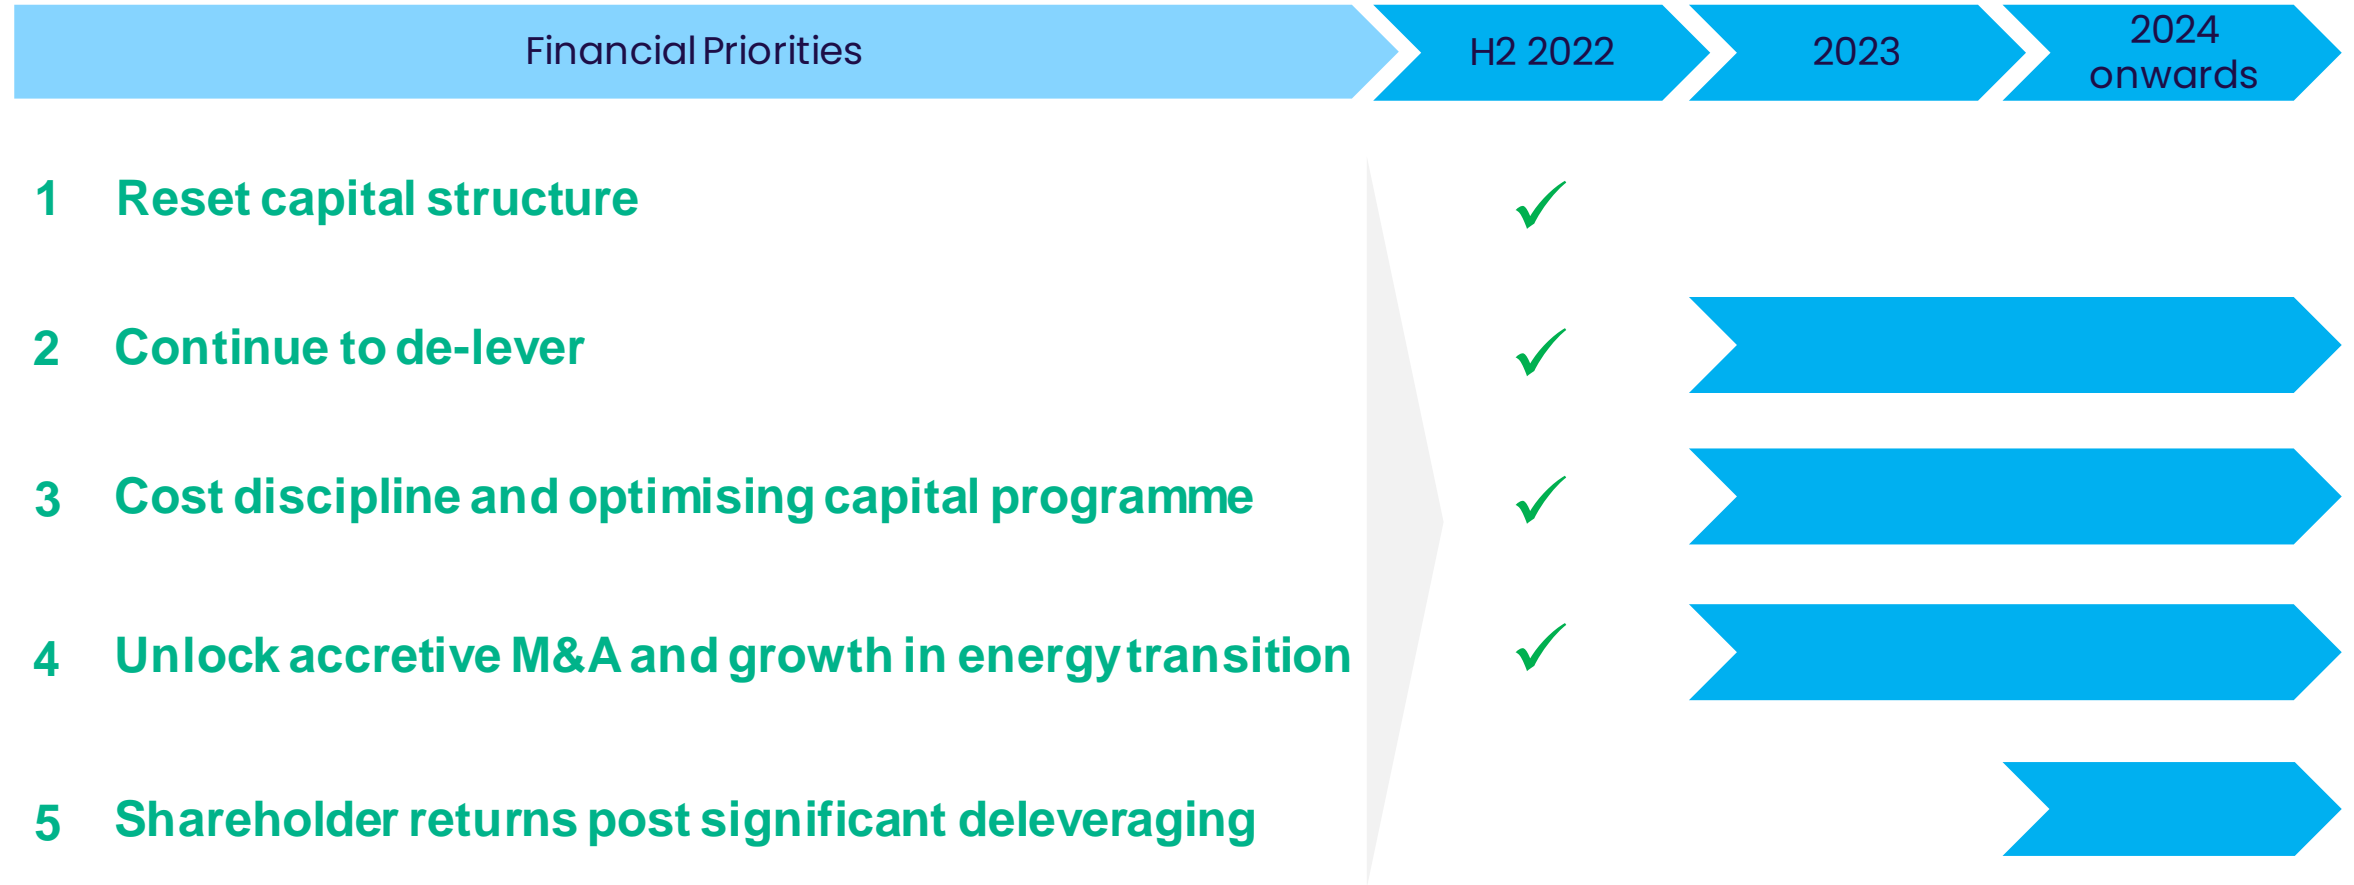 Financial Priorities
H2 2022
2023
2024
onwards
1 Reset capital structure
2 Continue to de-lever
3 Cost discipline and optimising capital programme
4 Unlock accretive M&A and growth in energy transition
5 Shareholder returns post significant deleveraging